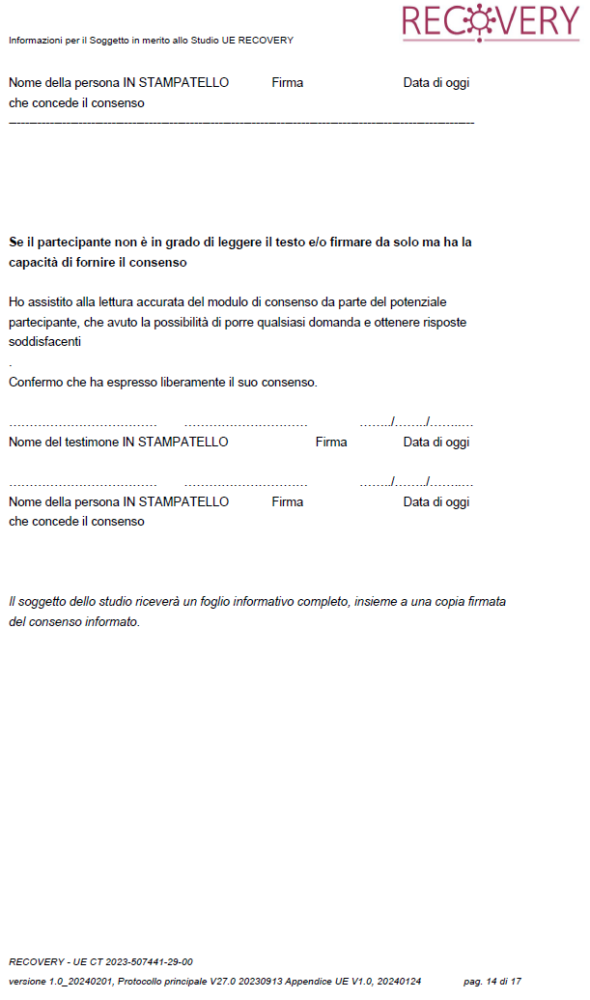 RECOVERY
Informazioni per il Soggetto in merito allo Studio UE RECOVERY
Nome della persona IN STAMPATELLO Firma Data di oggi
che concede il consenso
--------------------------------------------------------------------------------------------------------------
Se il partecipante non è in grado di leggere il testo e/o firmare da solo ma ha la
capacità di fornire il consenso
Ho assistito alla lettura accurata del modulo di consenso da parte del potenziale
partecipante, che avuto la possibilità di porre qualsiasi domanda e ottenere risposte
soddisfacenti
.
Confermo che ha espresso liberamente il suo consenso.
……………………………… ………………………… ……../……../……..…
Nome del testimone IN STAMPATELLO Firma Data di oggi
……………………………… ………………………… ……../……../……..…
Nome della persona IN STAMPATELLO Firma Data di oggi
che concede il consenso
Il soggetto dello studio riceverà un foglio informativo completo, insieme a una copia firmata
del consenso informato.
RECOVERY - UE CT 2023-507441-29-00
versione 1.0_20240201, Protocollo principale V27.0 20230913 Appendice UE V1.0, 20240124 pag. 14 di 17